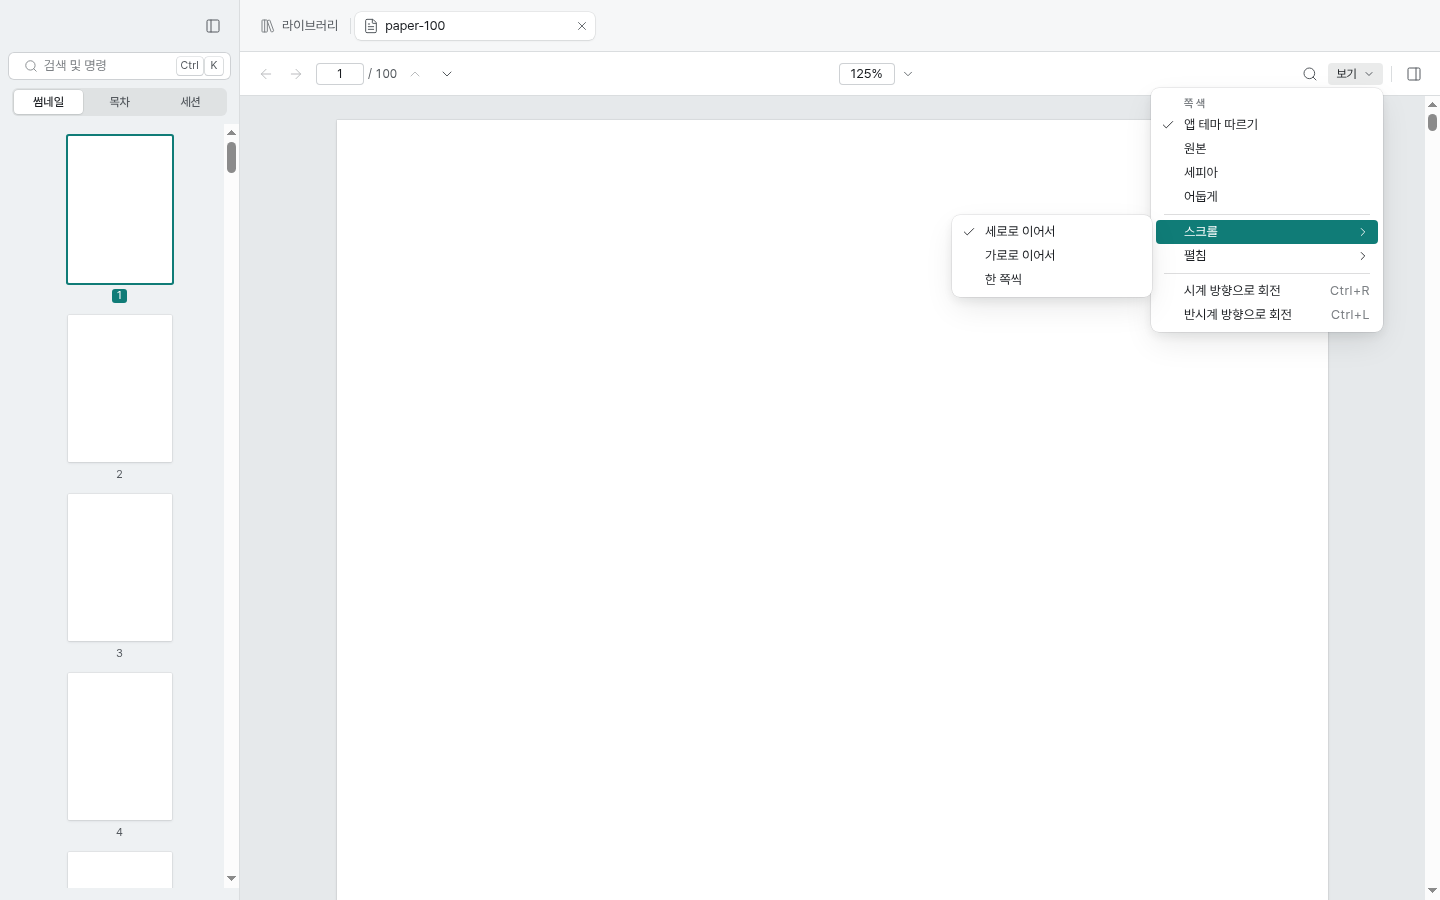 라이브러리
paper-100
검색 및 명령 Ctrl K
1 / 100
125%
보기
썸네일 목차 세션
쪽 색
앱 테마 따르기
원본
세피아
어둡게
스크롤
펼침
시계 방향으로 회전 Ctrl+R
반시계 방향으로 회전 Ctrl+L
세로로 이어서
가로로 이어서
한 쪽씩
1
2
3
4